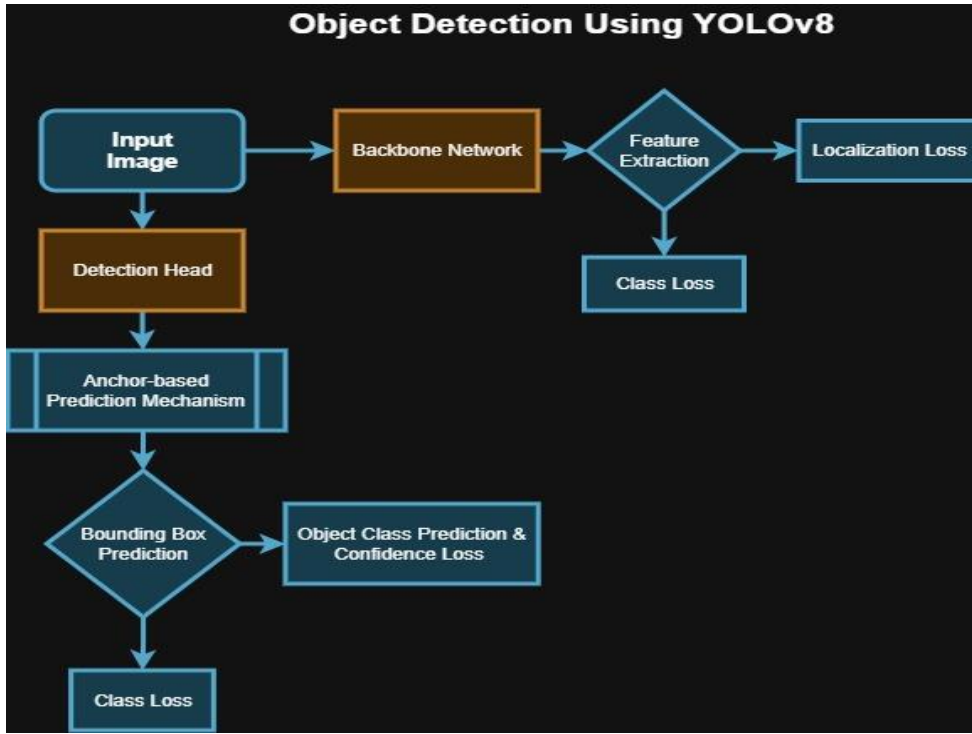 Object Detection Using YOLOv8
Input
Image
Backbone Network
Feature
Extraction
Localization Loss
Detection Head
Class Loss
Anchor-based
Prediction Mechanism
Bounding Box
Prediction
Object Class Prediction &
Confidence Loss
Class Loss